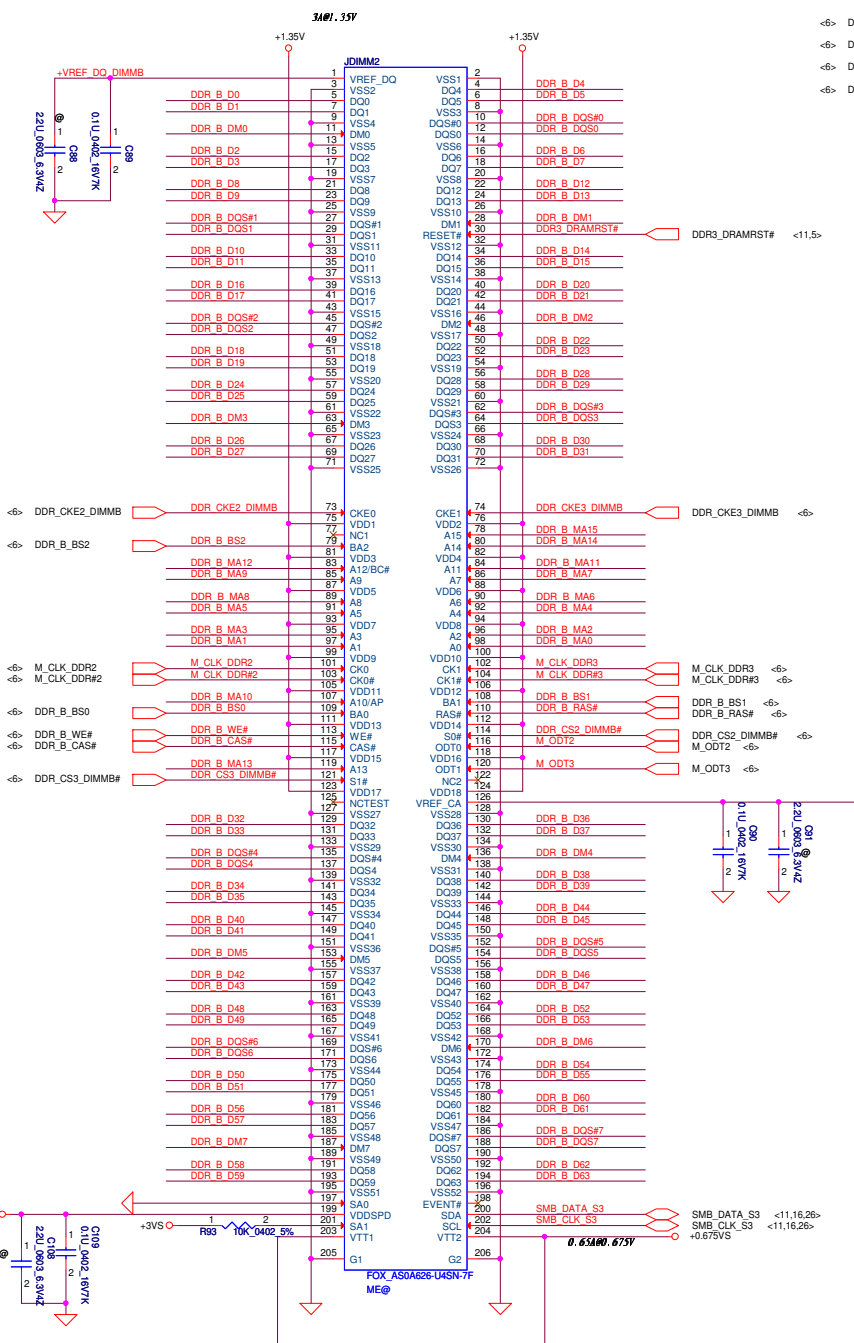 3A@1.35V
+1.35V +1.35V
<6> D
<6> D
<6> D
<6> D
JDIMM2
+VREF_DQ_DIMMB 1 VREF_DQ VSS1 2
3 VSS2 DQ4 4 DDR_B_D4
DDR_B_D0 5 DQ0 DQ5 6 DDR_B_D5
DDR_B_D1 7 DQ1 VSS3 8
9 VSS4 DQS#0 10 DDR_B_DQS#0
DDR_B_DM0 11 DM0 DQS0 12 DDR_B_DQS0
13 VSS5 VSS6 14
DDR_B_D2 15 DQ2 DQ6 16 DDR_B_D6
DDR_B_D3 17 DQ3 DQ7 18 DDR_B_D7
19 VSS7 VSS8 20
DDR_B_D8 21 DQ8 DQ12 22 DDR_B_D12
DDR_B_D9 23 DQ9 DQ13 24 DDR_B_D13
25 VSS9 VSS10 26
DDR_B_DQS#1 27 DQS#1 DM1 28 DDR_B_DM1
DDR_B_DQS1 29 DQS1 RESET# 30 DDR3_DRAMRST# DDR3_DRAMRST# <11,5>
31 VSS11 VSS12 32
DDR_B_D10 33 DQ10 DQ14 34 DDR_B_D14
DDR_B_D11 35 DQ11 DQ15 36 DDR_B_D15
37 VSS13 VSS14 38
DDR_B_D16 39 DQ16 DQ20 40 DDR_B_D20
DDR_B_D17 41 DQ17 DQ21 42 DDR_B_D21
43 VSS15 VSS16 44
DDR_B_DQS#2 45 DQS#2 DM2 46 DDR_B_DM2
DDR_B_DQS2 47 DQS2 VSS17 48
49 VSS18 DQ22 50 DDR_B_D22
DDR_B_D18 51 DQ18 DQ23 52 DDR_B_D23
DDR_B_D19 53 DQ19 VSS19 54
55 VSS20 DQ28 56 DDR_B_D28
DDR_B_D24 57 DQ24 DQ29 58 DDR_B_D29
DDR_B_D25 59 DQ25 VSS21 60
61 VSS22 DQS#3 62 DDR_B_DQS#3
DDR_B_DM3 63 DM3 DQS3 64 DDR_B_DQS3
65 VSS23 VSS24 66
DDR_B_D26 67 DQ26 DQ30 68 DDR_B_D30
DDR_B_D27 69 DQ27 DQ31 70 DDR_B_D31
71 VSS25 VSS26 72
<6> DDR_CKE2_DIMMB DDR_CKE2_DIMMB 73 CKE0 CKE1 74 DDR_CKE3_DIMMB DDR_CKE3_DIMMB <6>
75 VDD1 VDD2 76
77 NC1 A15 78 DDR_B_MA15
<6> DDR_B_BS2 DDR_B_BS2 79 BA2 A14 80 DDR_B_MA14
81 VDD3 VDD4 82
DDR_B_MA12 83 A12/BC# A11 84 DDR_B_MA11
DDR_B_MA9 85 A9 A7 86 DDR_B_MA7
87 VDD5 VDD6 88
DDR_B_MA8 89 A8 A6 90 DDR_B_MA6
DDR_B_MA5 91 A5 A4 92 DDR_B_MA4
93 VDD7 VDD8 94
DDR_B_MA3 95 A3 A2 96 DDR_B_MA2
DDR_B_MA1 97 A1 A0 98 DDR_B_MA0
99 VDD9 VDD10 100
<6> M_CLK_DDR2 M_CLK_DDR2 101 CK0 CK1 102 M_CLK_DDR3 M_CLK_DDR3 <6>
<6> M_CLK_DDR#2 M_CLK_DDR#2 103 CK0# CK1# 104 M_CLK_DDR#3 M_CLK_DDR#3 <6>
105 VDD11 VDD12 106
DDR_B_MA10 107 A10/AP BA1 108 DDR_B_BS1 DDR_B_BS1 <6>
<6> DDR_B_BS0 DDR_B_BS0 109 BA0 RAS# 110 DDR_B_RAS# DDR_B_RAS# <6>
111 VDD13 VDD14 112
<6> DDR_B_WE# DDR_B_WE# 113 WE# S0# 114 DDR_CS2_DIMMB# DDR_CS2_DIMMB# <6>
<6> DDR_B_CAS# DDR_B_CAS# 115 CAS# ODT0 116 M_ODT2 M_ODT2 <6>
117 VDD15 VDD16 118
DDR_B_MA13 119 A13 ODT1 120 M_ODT3 M_ODT3 <6>
<6> DDR_CS3_DIMMB# DDR_CS3_DIMMB# 121 S1# NC2 122
123 VDD17 VDD18 124
125 NCTEST VREF_CA 126
127 VSS27 VSS28 128
DDR_B_D32 129 DQ32 DQ36 130 DDR_B_D36
DDR_B_D33 131 DQ33 DQ37 132 DDR_B_D37
133 VSS29 VSS30 134
DDR_B_DQS#4 135 DQS#4 DM4 136 DDR_B_DM4
DDR_B_DQS4 137 DQS4 VSS31 138
139 VSS32 DQ38 140 DDR_B_D38
DDR_B_D34 141 DQ34 DQ39 142 DDR_B_D39
DDR_B_D35 143 DQ35 VSS33 144
145 VSS34 DQ44 146 DDR_B_D44
DDR_B_D40 147 DQ40 DQ45 148 DDR_B_D45
DDR_B_D41 149 DQ41 VSS35 150
151 VSS36 DQS#5 152 DDR_B_DQS#5
DDR_B_DM5 153 DM5 DQS5 154 DDR_B_DQS5
155 VSS37 VSS38 156
DDR_B_D42 157 DQ42 DQ46 158 DDR_B_D46
DDR_B_D43 159 DQ43 DQ47 160 DDR_B_D47
161 VSS39 VSS40 162
DDR_B_D48 163 DQ48 DQ52 164 DDR_B_D52
DDR_B_D49 165 DQ49 DQ53 166 DDR_B_D53
167 VSS41 VSS42 168
DDR_B_DQS#6 169 DQS#6 DM6 170 DDR_B_DM6
DDR_B_DQS6 171 DQS6 VSS43 172
173 VSS44 DQ54 174 DDR_B_D54
DDR_B_D50 175 DQ50 DQ55 176 DDR_B_D55
DDR_B_D51 177 DQ51 VSS45 178
179 VSS46 DQ60 180 DDR_B_D60
DDR_B_D56 181 DQ56 DQ61 182 DDR_B_D61
DDR_B_D57 183 DQ57 VSS47 184
185 VSS48 DQS#7 186 DDR_B_DQS#7
DDR_B_DM7 187 DM7 DQS7 188 DDR_B_DQS7
189 VSS49 VSS50 190
DDR_B_D58 191 DQ58 DQ62 192 DDR_B_D62
DDR_B_D59 193 DQ59 DQ63 194 DDR_B_D63
195 VSS51 VSS52 196
197 SA0 EVENT# 198
199 VDDSPD SDA 200 SMB_DATA_S3 SMB_DATA_S3 <11,16,26>
+3VS 1 R93 2 10K_0402_5% 201 SA1 SCL 202 SMB_CLK_S3 SMB_CLK_S3 <11,16,26>
203 VTT1 VTT2 204 0.65A@0.675V +0.675VS
205 G1 G2 206
FOX_AS0A626-U4SN-7F
ME@
2.2U_0603_6.3V4Z @ 1 2 C88
0.1U_0402_16V7K 1 2 C89
0.1U_0402_16V7K 1 2 C90
2.2U_0603_6.3V4Z @ 1 2 C91
@ 2.2U_0603_6.3V4Z 1 2 C108
0.1U_0402_16V7K 1 2 C109